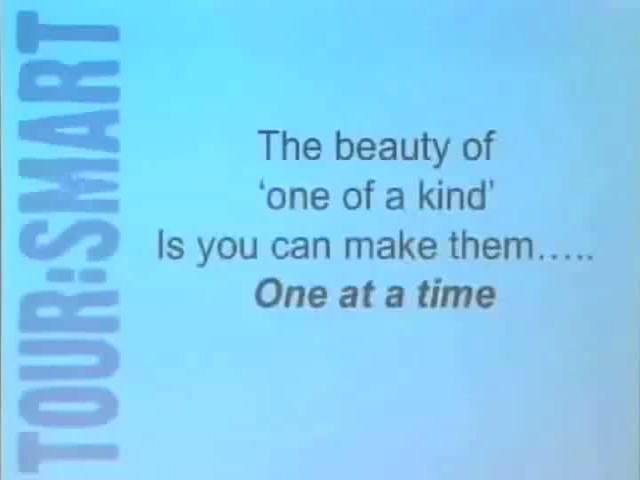 TOUR:SMART
The beauty of
‘one of a kind’
Is you can make them…..
One at a time